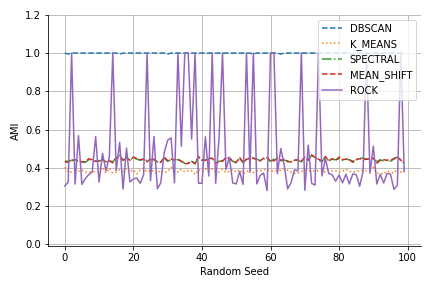 1.2
1.0
0.8
0.6
0.4
0.2
0.0
AMI
0
20
40
60
80
100
Random Seed
DBSCAN
K_MEANS
SPECTRAL
MEAN_SHIFT
ROCK